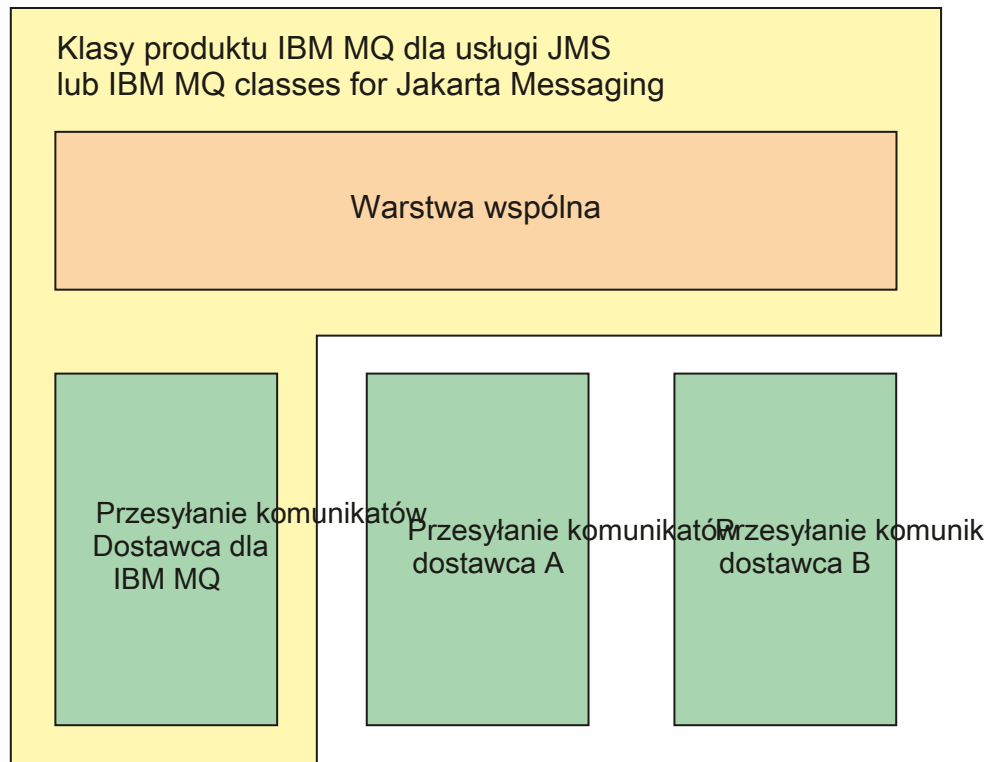 Klasy produktu IBM MQ dla usługi JMS
lub IBM MQ classes for Jakarta Messaging
Warstwa wspólna
Przesyłanie komunikatów
Dostawca dla
IBM MQ
Przesyłanie komunikatów
dostawca A
Przesyłanie komunik
dostawca B